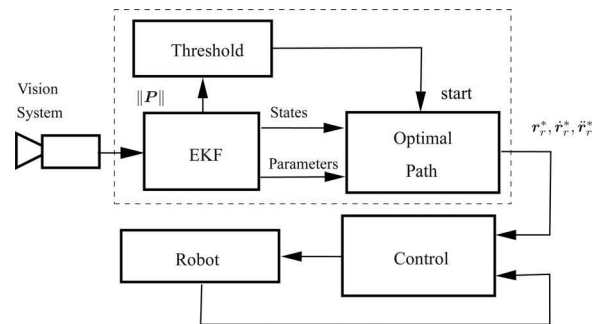 Threshold
Vision
System
‖P‖
States
start
EKF
Parameters
Optimal
Path
r*_r, ṙ*_r, r̈*_r
Robot
Control